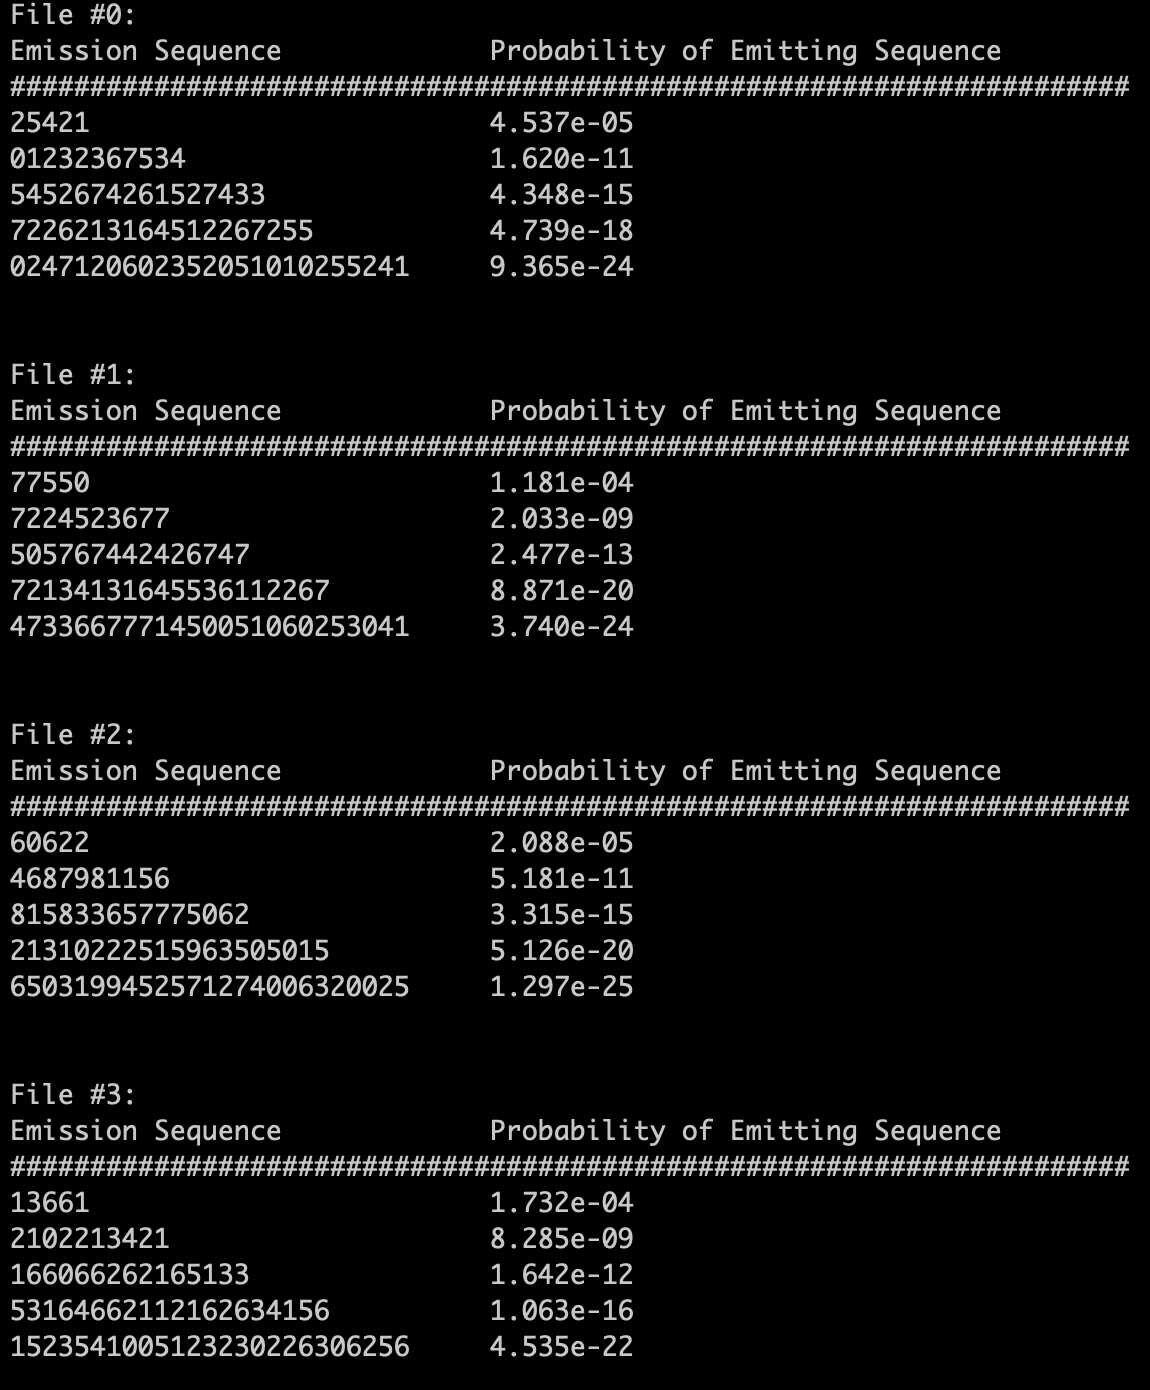 File #0:
Emission Sequence Probability of Emitting Sequence
######################################################################
25421 4.537e-05
01232367534 1.620e-11
5452674261527433 4.348e-15
7226213164512267255 4.739e-18
0247120602352051010255241 9.365e-24
File #1:
Emission Sequence Probability of Emitting Sequence
######################################################################
77550 1.181e-04
7224523677 2.033e-09
505767442426747 2.477e-13
72134131645536112267 8.871e-20
4733667771450051060253041 3.740e-24
File #2:
Emission Sequence Probability of Emitting Sequence
######################################################################
60622 2.088e-05
4687981156 5.181e-11
815833657775062 3.315e-15
21310222515963505015 5.126e-20
6503199452571274006320025 1.297e-25
File #3:
Emission Sequence Probability of Emitting Sequence
######################################################################
13661 1.732e-04
2102213421 8.285e-09
166066262165133 1.642e-12
53164662112162634156 1.063e-16
1523541005123230226306256 4.535e-22